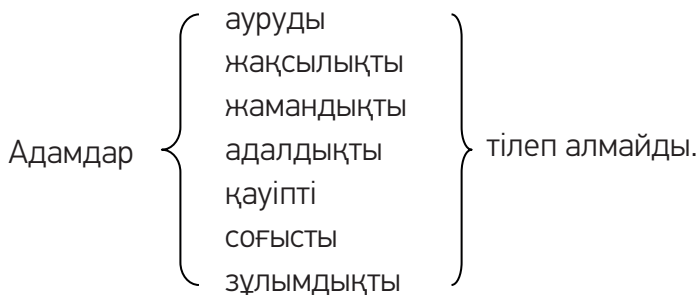 ауруды
жақсылықты
жамандықты
Адамдар адалдықты тілеп алмайды.
қауіпті
соғысты
зұлымдықты